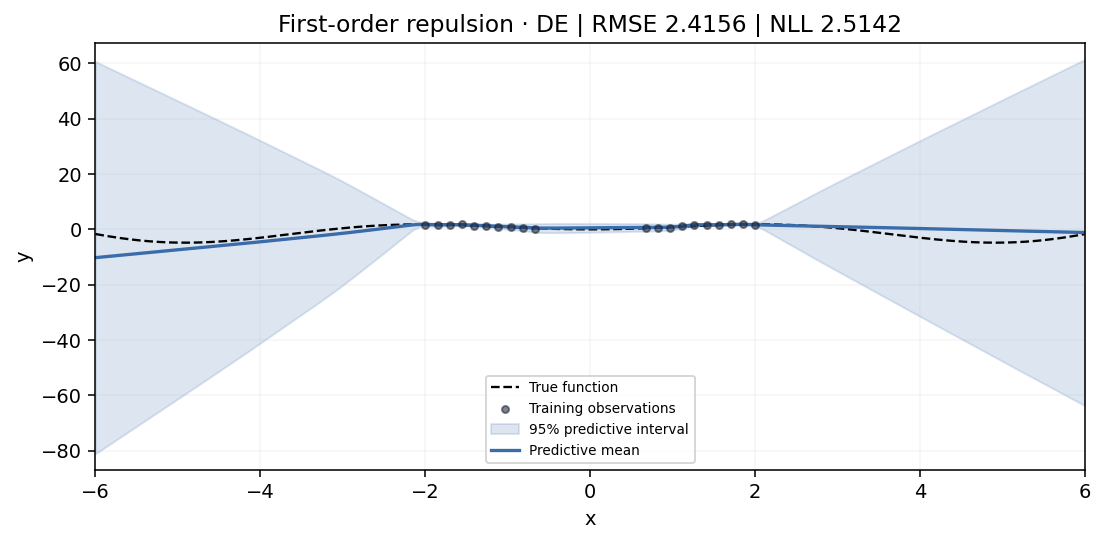 First-order repulsion · DE | RMSE 2.4156 | NLL 2.5142
60
40
20
0
−20
−40
−60
−80
y
True function
Training observations
95% predictive interval
Predictive mean
−6
−4
−2
0
2
4
6
x